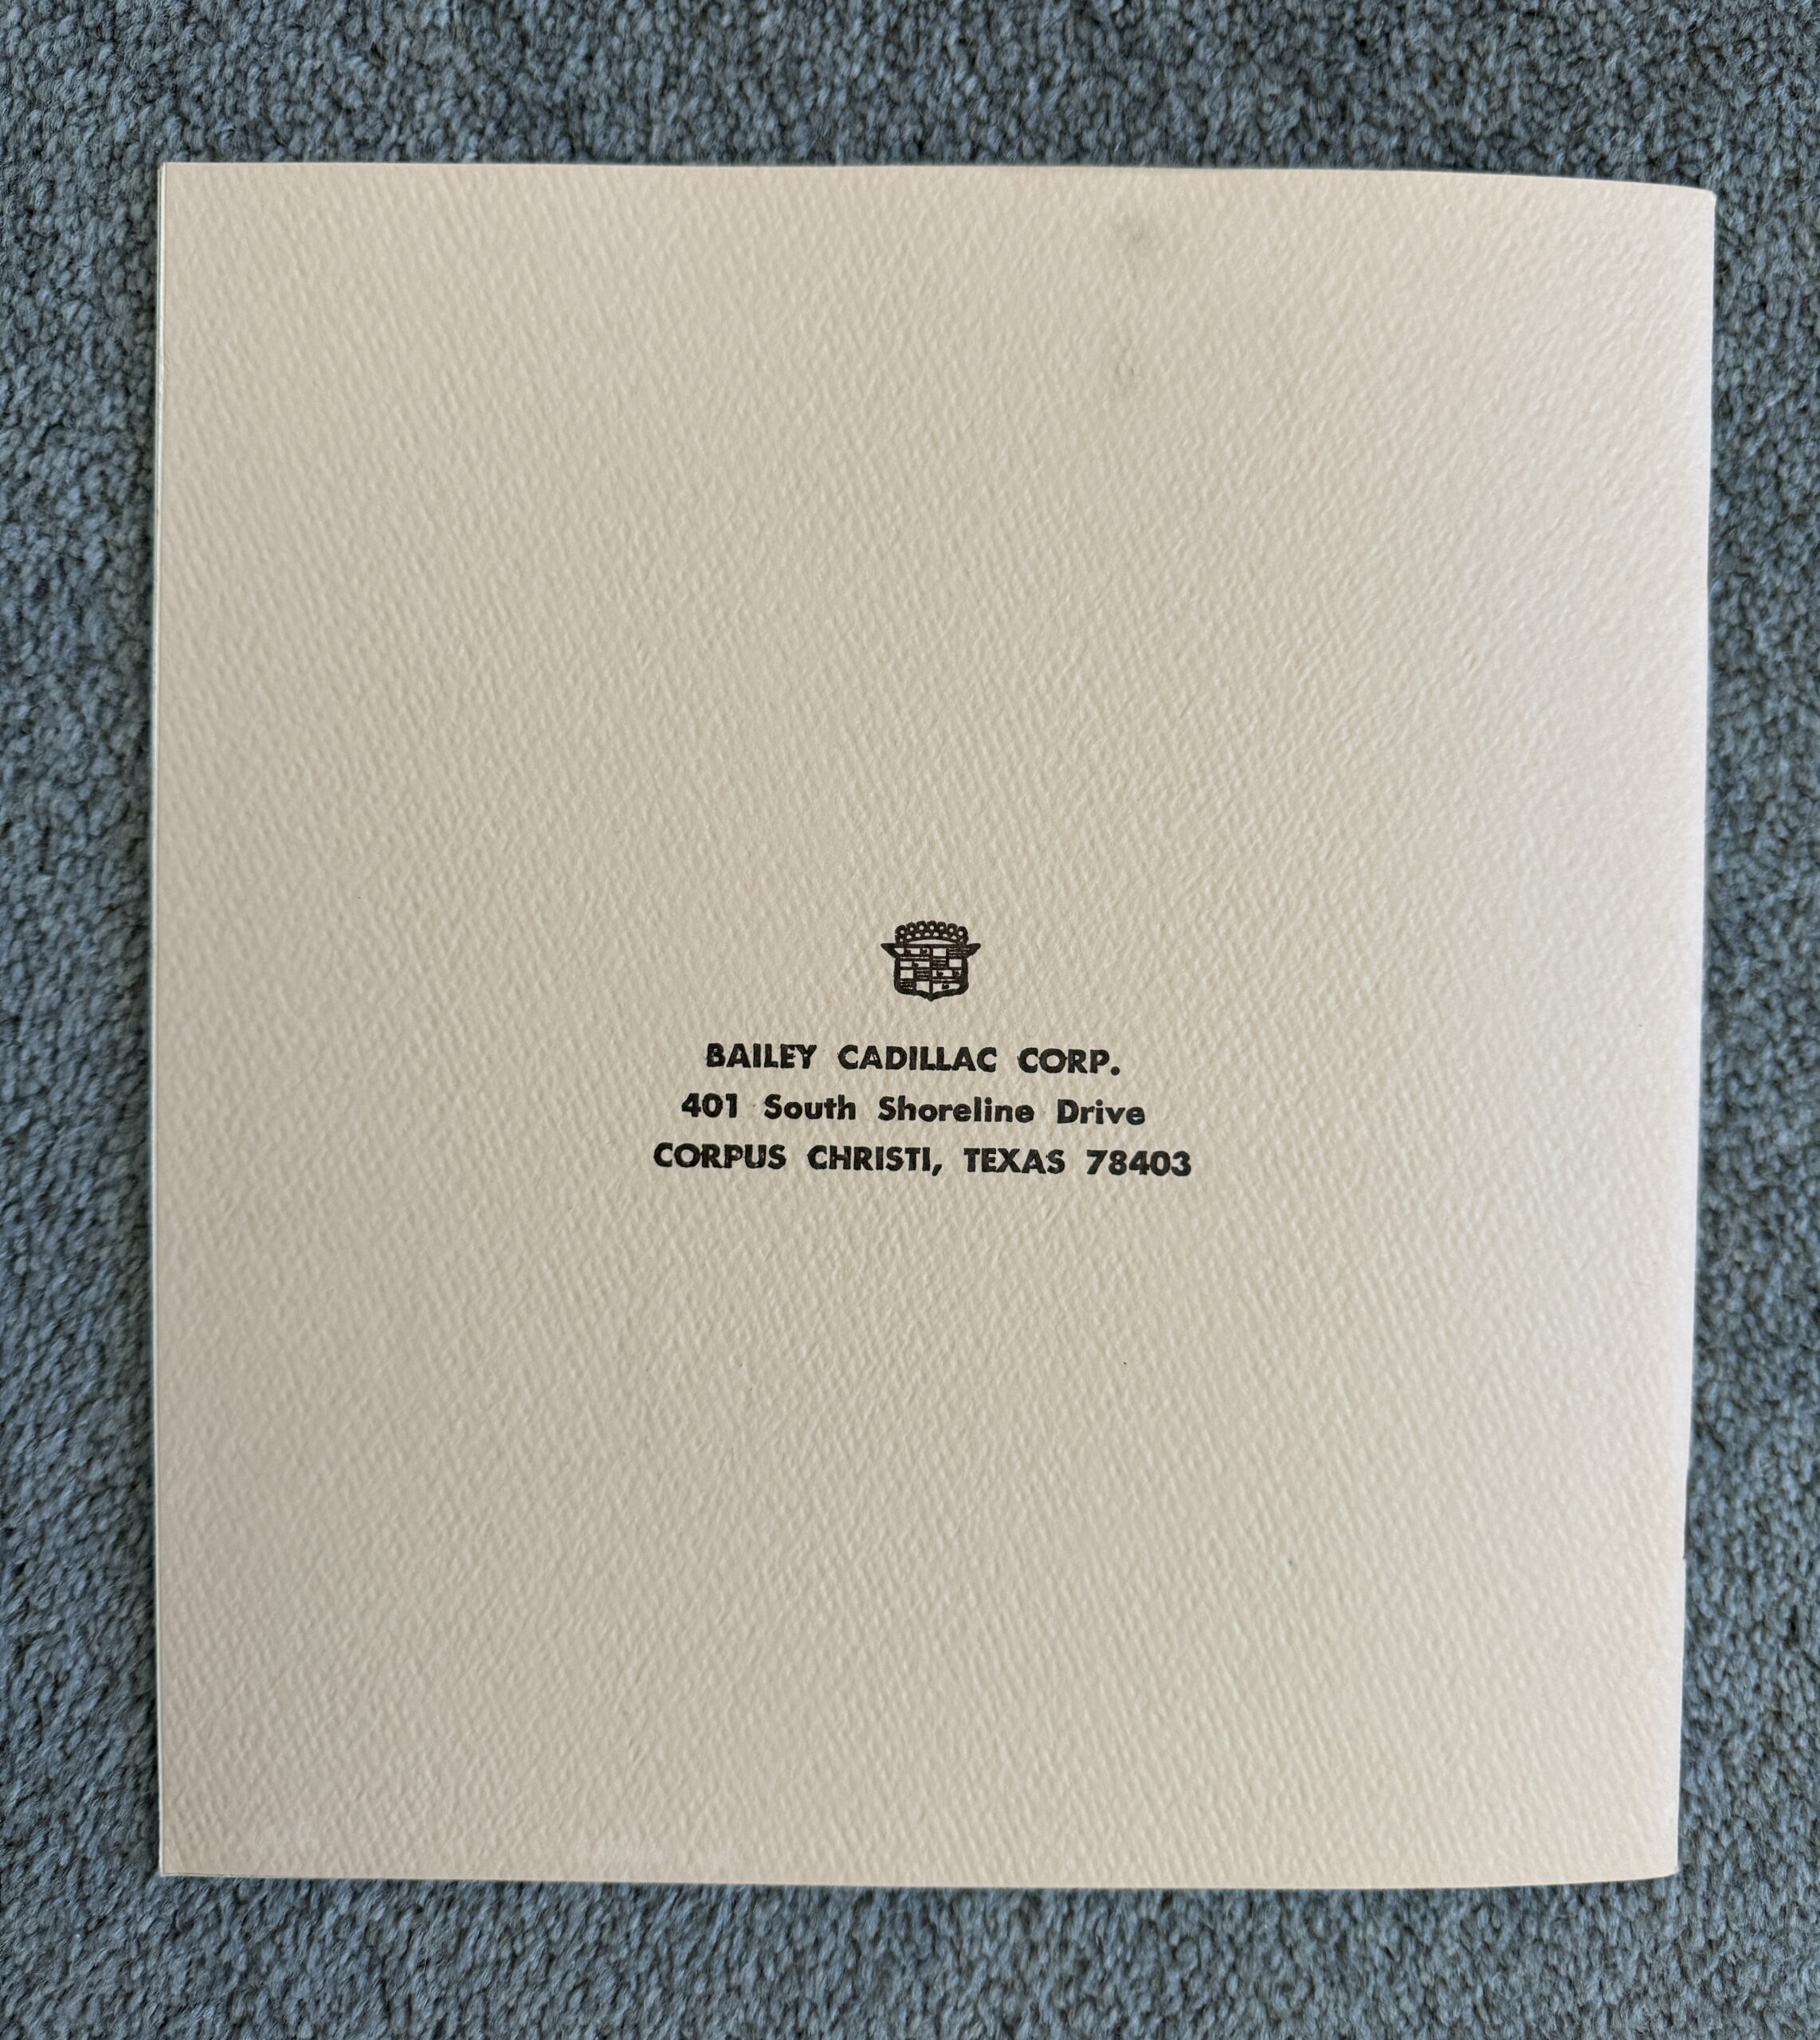 BAILEY CADILLAC CORP.
401 South Shoreline Drive
CORPUS CHRISTI, TEXAS 78403